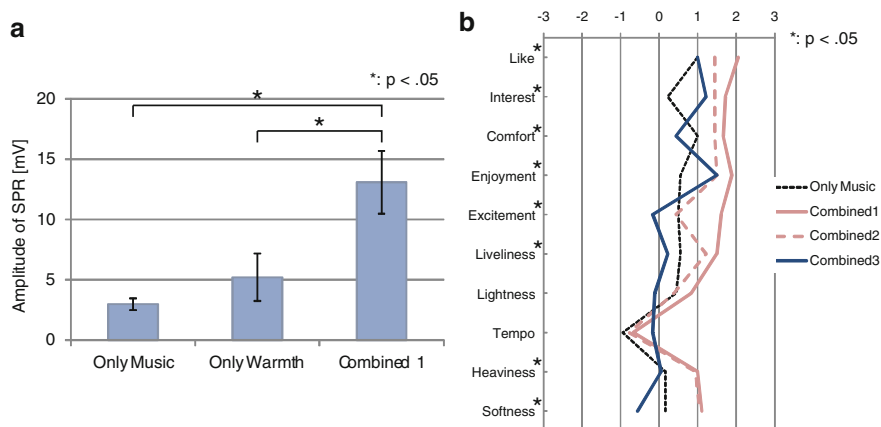 a
*: p < .05
Amplitude of SPR [mV]
20
15
10
5
0
*
*
Only Music
Only Warmth
Combined 1
b
-3 -2 -1 0 1 2 3
*: p < .05
Like*
Interest*
Comfort*
Enjoyment*
Excitement*
Liveliness*
Lightness
Tempo
Heaviness*
Softness*
Only Music
Combined1
Combined2
Combined3